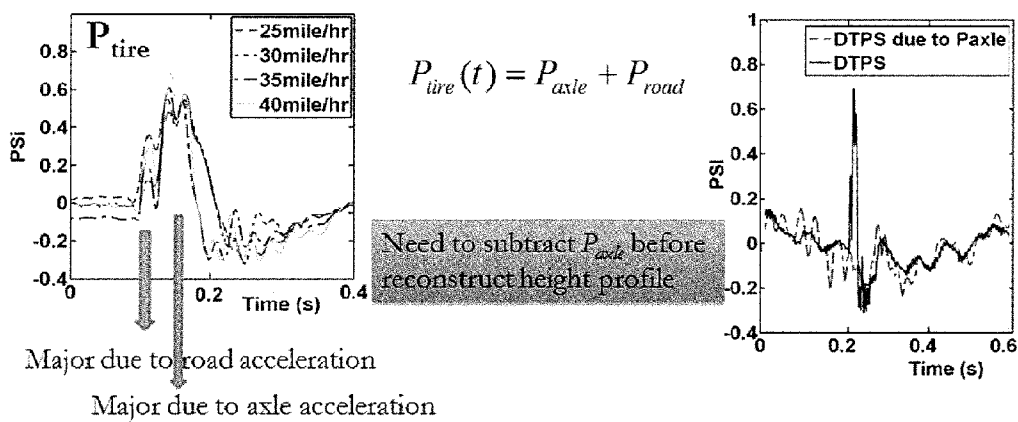 P_tire
25mile/hr
30mile/hr
35mile/hr
40mile/hr
0.8
0.6
0.4
0.2
0
-0.2
-0.4
PSi
0
0.2
0.4
Time (s)
Major due to road acceleration
Major due to axle acceleration
P_tire(t) = P_axle + P_road
Need to subtract P_axle before
reconstruct height profile
DTPS due to Paxle
DTPS
1
0.8
0.6
0.4
0.2
0
-0.2
-0.4
PSI
0
0.2
0.4
0.6
Time (s)